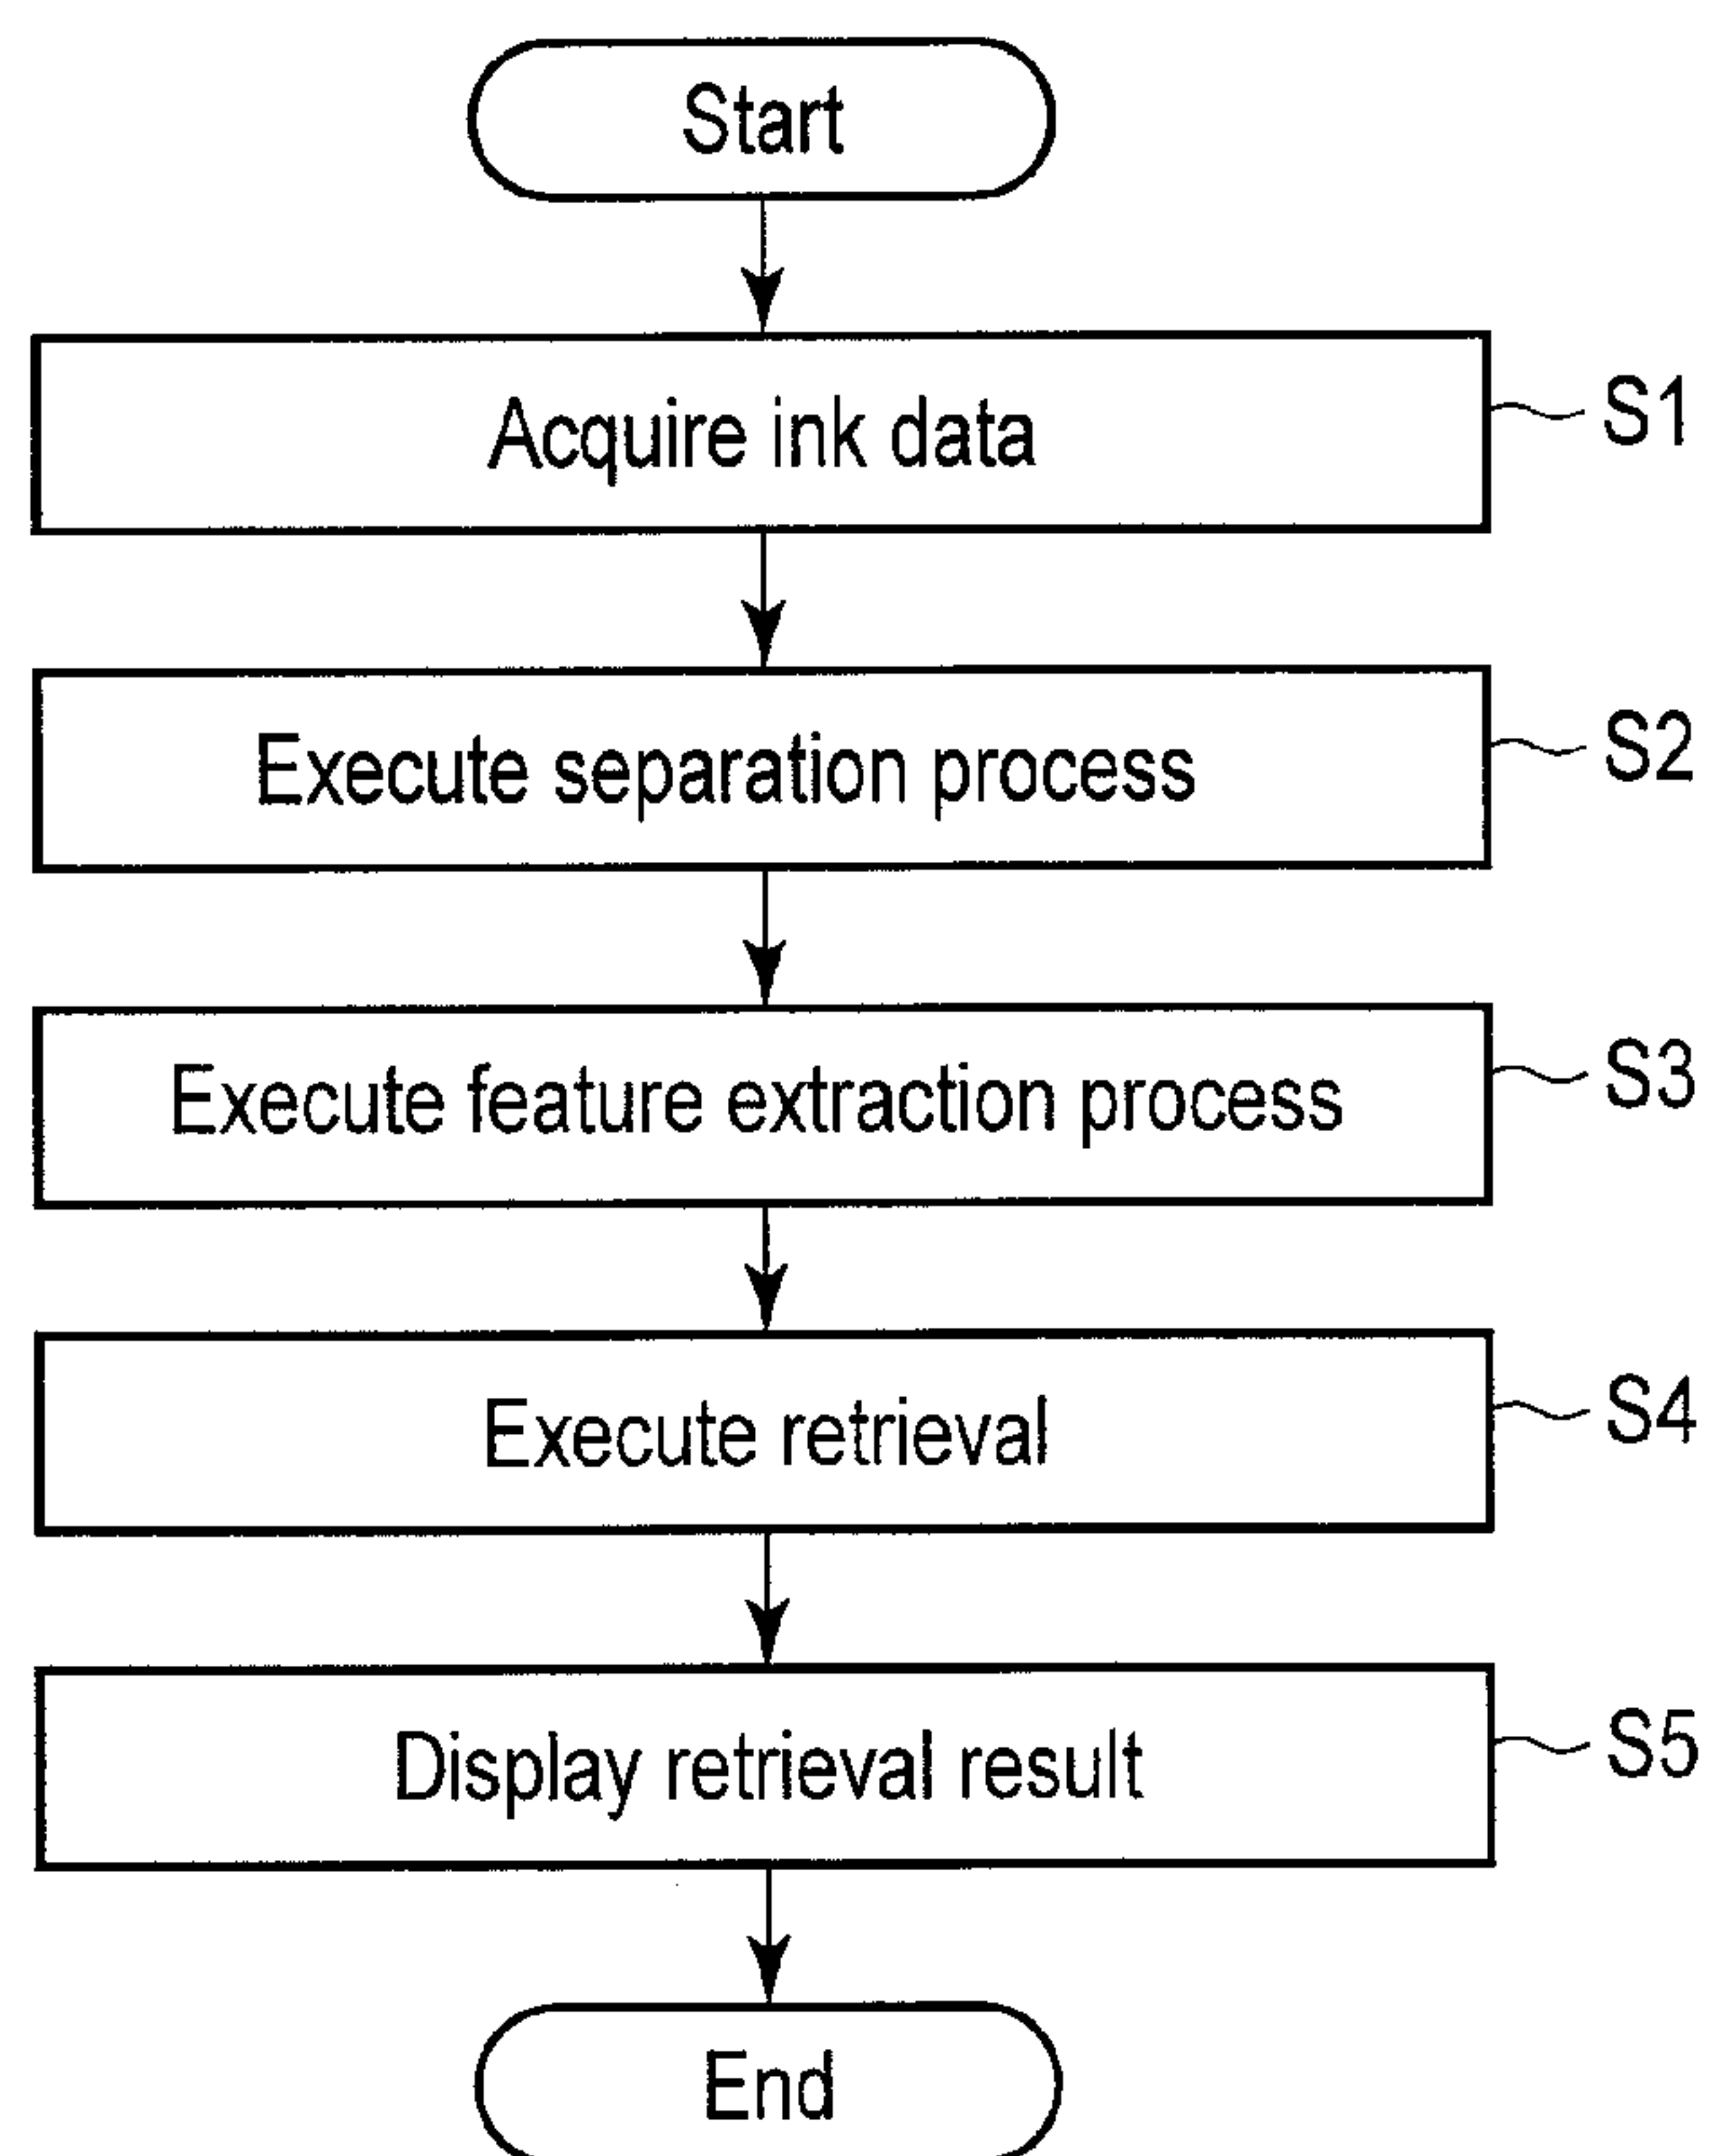 Start
Acquire ink data
S1
Execute separation process
S2
Execute feature extraction process
S3
Execute retrieval
S4
Display retrieval result
S5
End